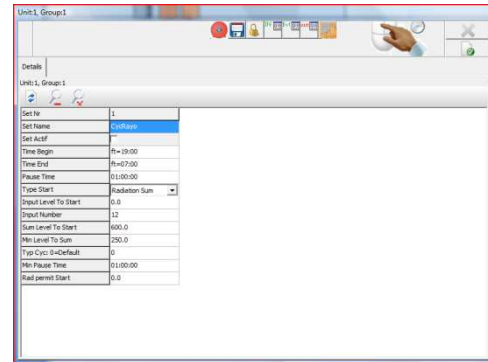 Unit:1, Group:1
Details
Unit:1, Group:1
Set Nr 1
Set Name CycRayo
Set Actif
Time Begin ft=19:00
Time End ft=07:00
Pause Time 01:00:00
Type Start Radiation Sum
Input Level To Start 0.0
Input Number 12
Sum Level To Start 600.0
Min Level To Sum 250.0
Typ Cyc: 0=Default 0
Min Pause Time 01:00:00
Rad permit Start 0.0